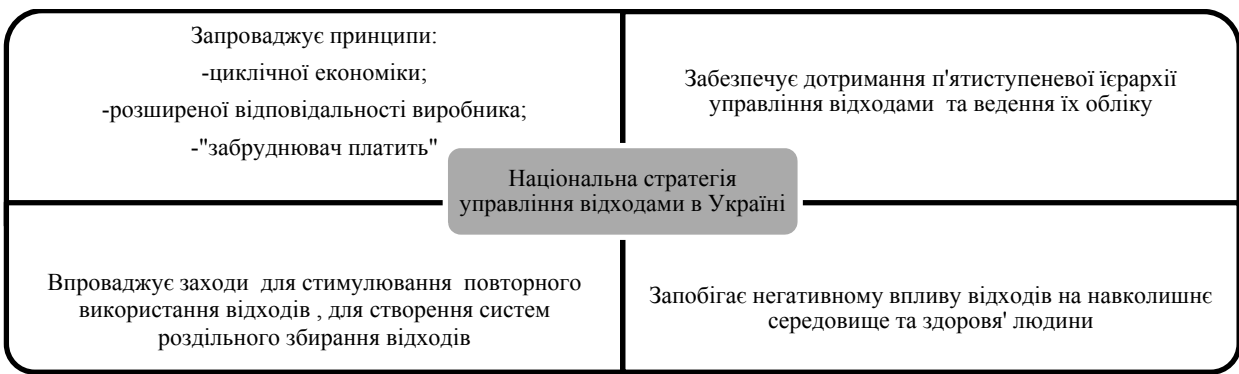 Запроваджує принципи:
-циклічної економіки;
-розширеної відповідальності виробника;
-"забруднювач платить"
Забезпечує дотримання п'ятиступеневої ієрархії
управління відходами та ведення їх обліку
Національна стратегія
управління відходами в Україні
Впроваджує заходи для стимулювання повторного
використання відходів , для створення систем
роздільного збирання відходів
Запобігає негативному впливу відходів на навколишнє
середовище та здоровя' людини